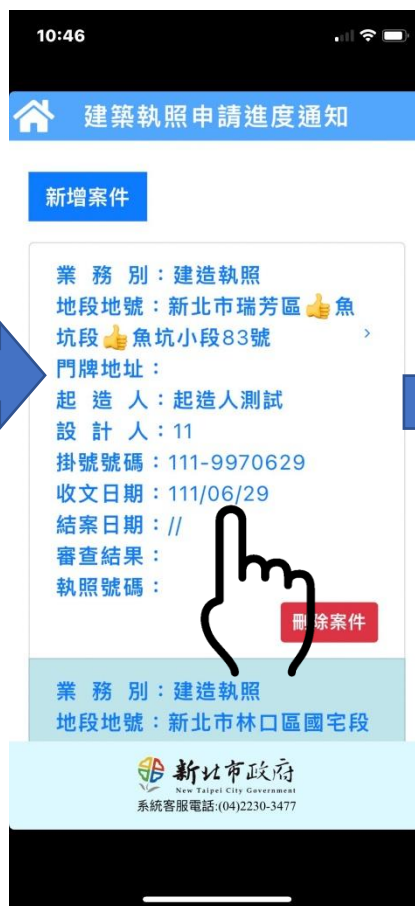 10:46
建築執照申請進度通知
新增案件
業 務 別：建造執照
地段地號：新北市瑞芳區👍魚
坑段👍魚坑小段83號
門牌地址：
起 造 人：起造人測試
設 計 人：11
掛號號碼：111-9970629
收文日期：111/06/29
結案日期：//
審查結果：
執照號碼：
刪除案件
業 務 別：建造執照
地段地號：新北市林口區國宅段
新北市政府
New Taipei City Government
系統客服電話:(04)2230-3477